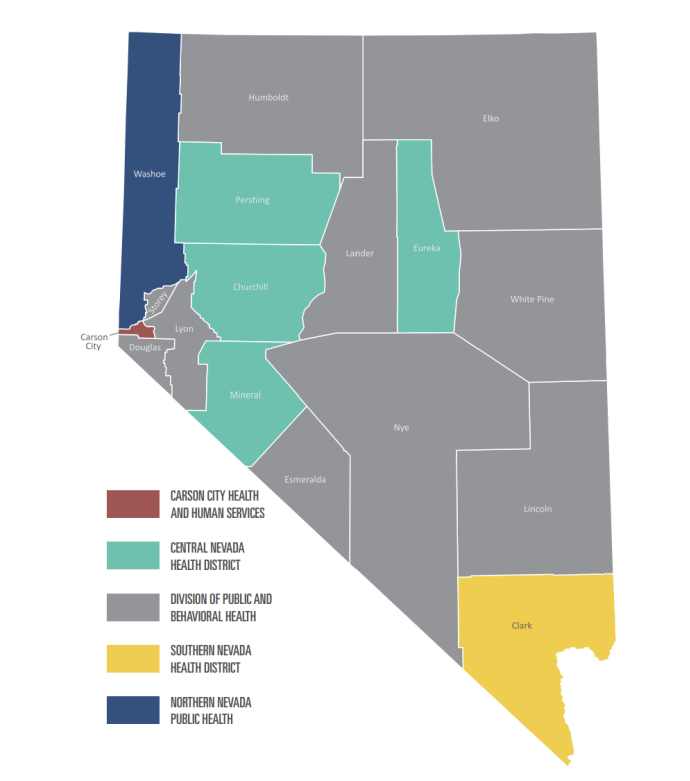 Humboldt
Elko
Washoe
Pershing
Eureka
Lander
Churchill
White Pine
Storey
Lyon
Carson
City
Douglas
Mineral
Nye
Esmeralda
Lincoln
Clark
CARSON CITY HEALTH
AND HUMAN SERVICES
CENTRAL NEVADA
HEALTH DISTRICT
DIVISION OF PUBLIC AND
BEHAVIORAL HEALTH
SOUTHERN NEVADA
HEALTH DISTRICT
NORTHERN NEVADA
PUBLIC HEALTH